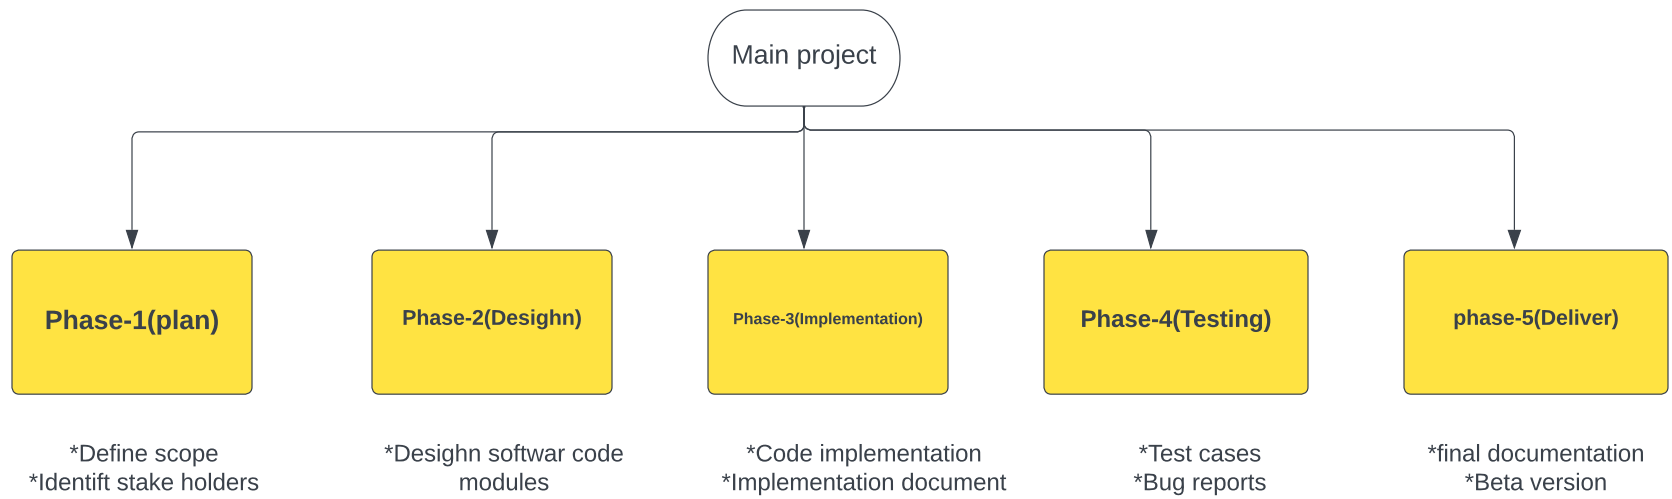 Main project
Phase-1(plan)
Phase-2(Desighn)
Phase-3(Implementation)
Phase-4(Testing)
phase-5(Deliver)
*Define scope
*Identift stake holders
*Desighn softwar code
modules
*Code implementation
*Implementation document
*Test cases
*Bug reports
*final documentation
*Beta version